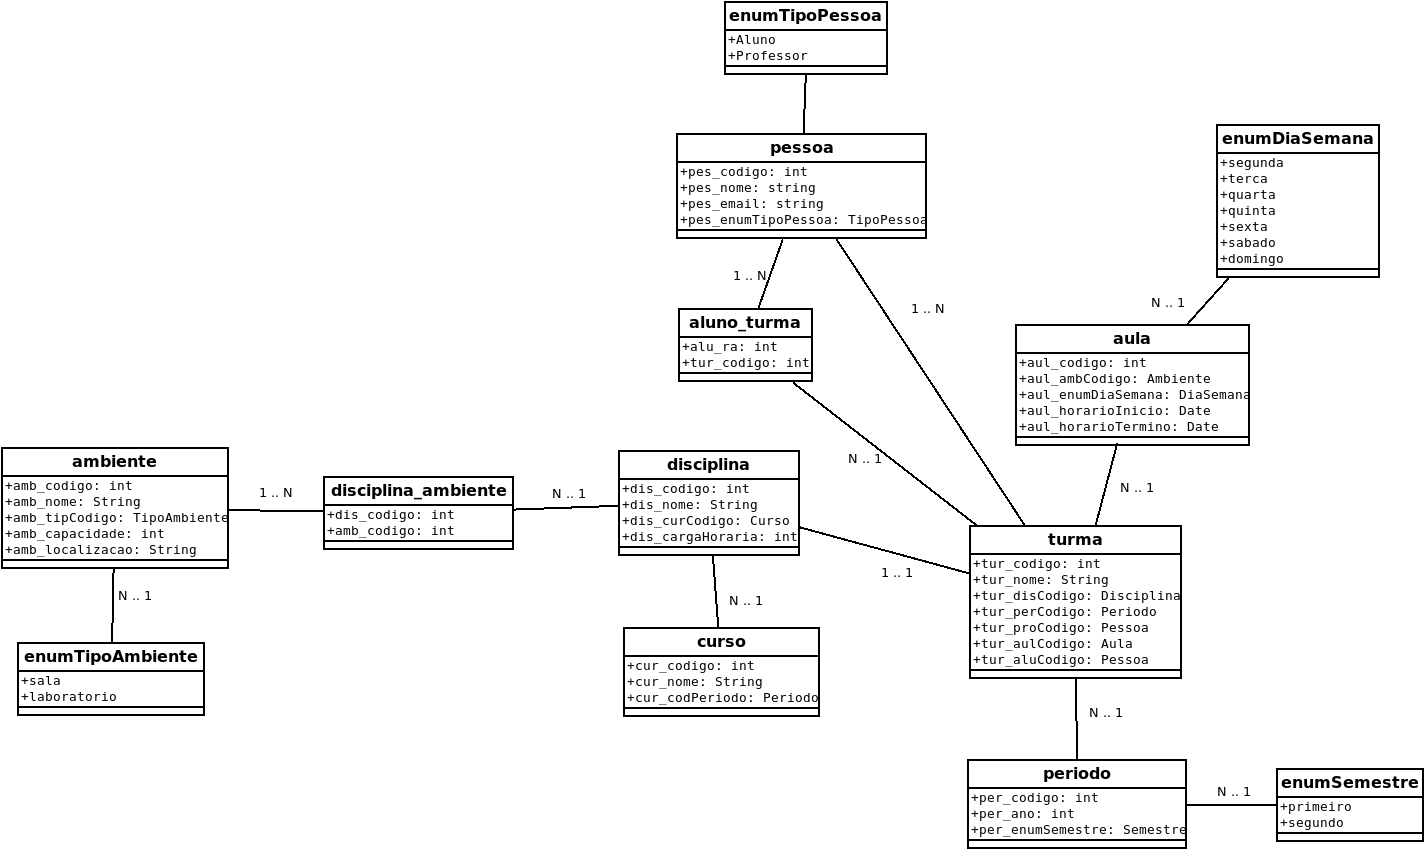 enumTipoPessoa
+Aluno
+Professor
pessoa
+pes_codigo: int
+pes_nome: string
+pes_email: string
+pes_enumTipoPessoa: TipoPessoa
enumDiaSemana
+segunda
+terca
+quarta
+quinta
+sexta
+sabado
+domingo
1 .. N
1 .. N
N .. 1
aluno_turma
+alu_ra: int
+tur_codigo: int
aula
+aul_codigo: int
+aul_ambCodigo: Ambiente
+aul_enumDiaSemana: DiaSemana
+aul_horarioInicio: Date
+aul_horarioTermino: Date
N .. 1
N .. 1
ambiente
+amb_codigo: int
+amb_nome: String
+amb_tipCodigo: TipoAmbiente
+amb_capacidade: int
+amb_localizacao: String
1 .. N
disciplina_ambiente
+dis_codigo: int
+amb_codigo: int
N .. 1
disciplina
+dis_codigo: int
+dis_nome: String
+dis_curCodigo: Curso
+dis_cargaHoraria: int
1 .. 1
turma
+tur_codigo: int
+tur_nome: String
+tur_disCodigo: Disciplina
+tur_perCodigo: Periodo
+tur_proCodigo: Pessoa
+tur_aulCodigo: Aula
+tur_aluCodigo: Pessoa
N .. 1
N .. 1
enumTipoAmbiente
+sala
+laboratorio
curso
+cur_codigo: int
+cur_nome: String
+cur_codPeriodo: Periodo
N .. 1
periodo
+per_codigo: int
+per_ano: int
+per_enumSemestre: Semestre
N .. 1
enumSemestre
+primeiro
+segundo